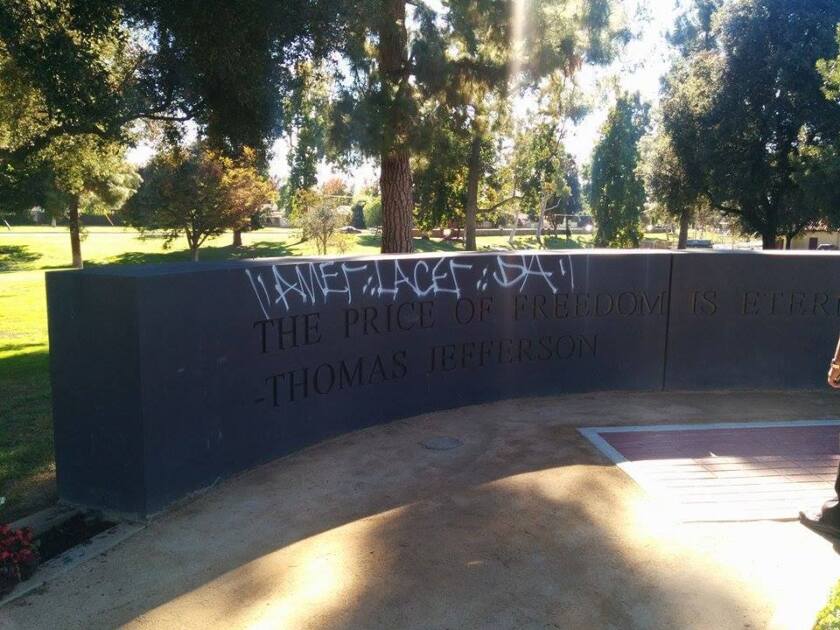 THE PRICE OF FREEDOM IS ETER
-THOMAS JEFFERSON